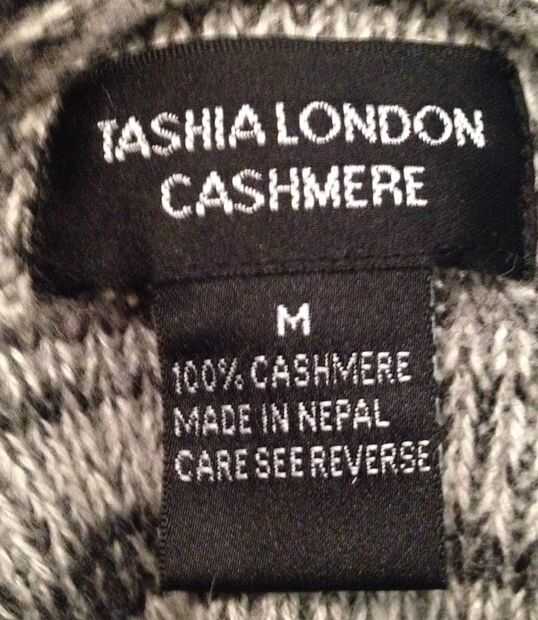 TASHIA LONDON
CASHMERE
M
100% CASHMERE
MADE IN NEPAL
CARE SEE REVERSE